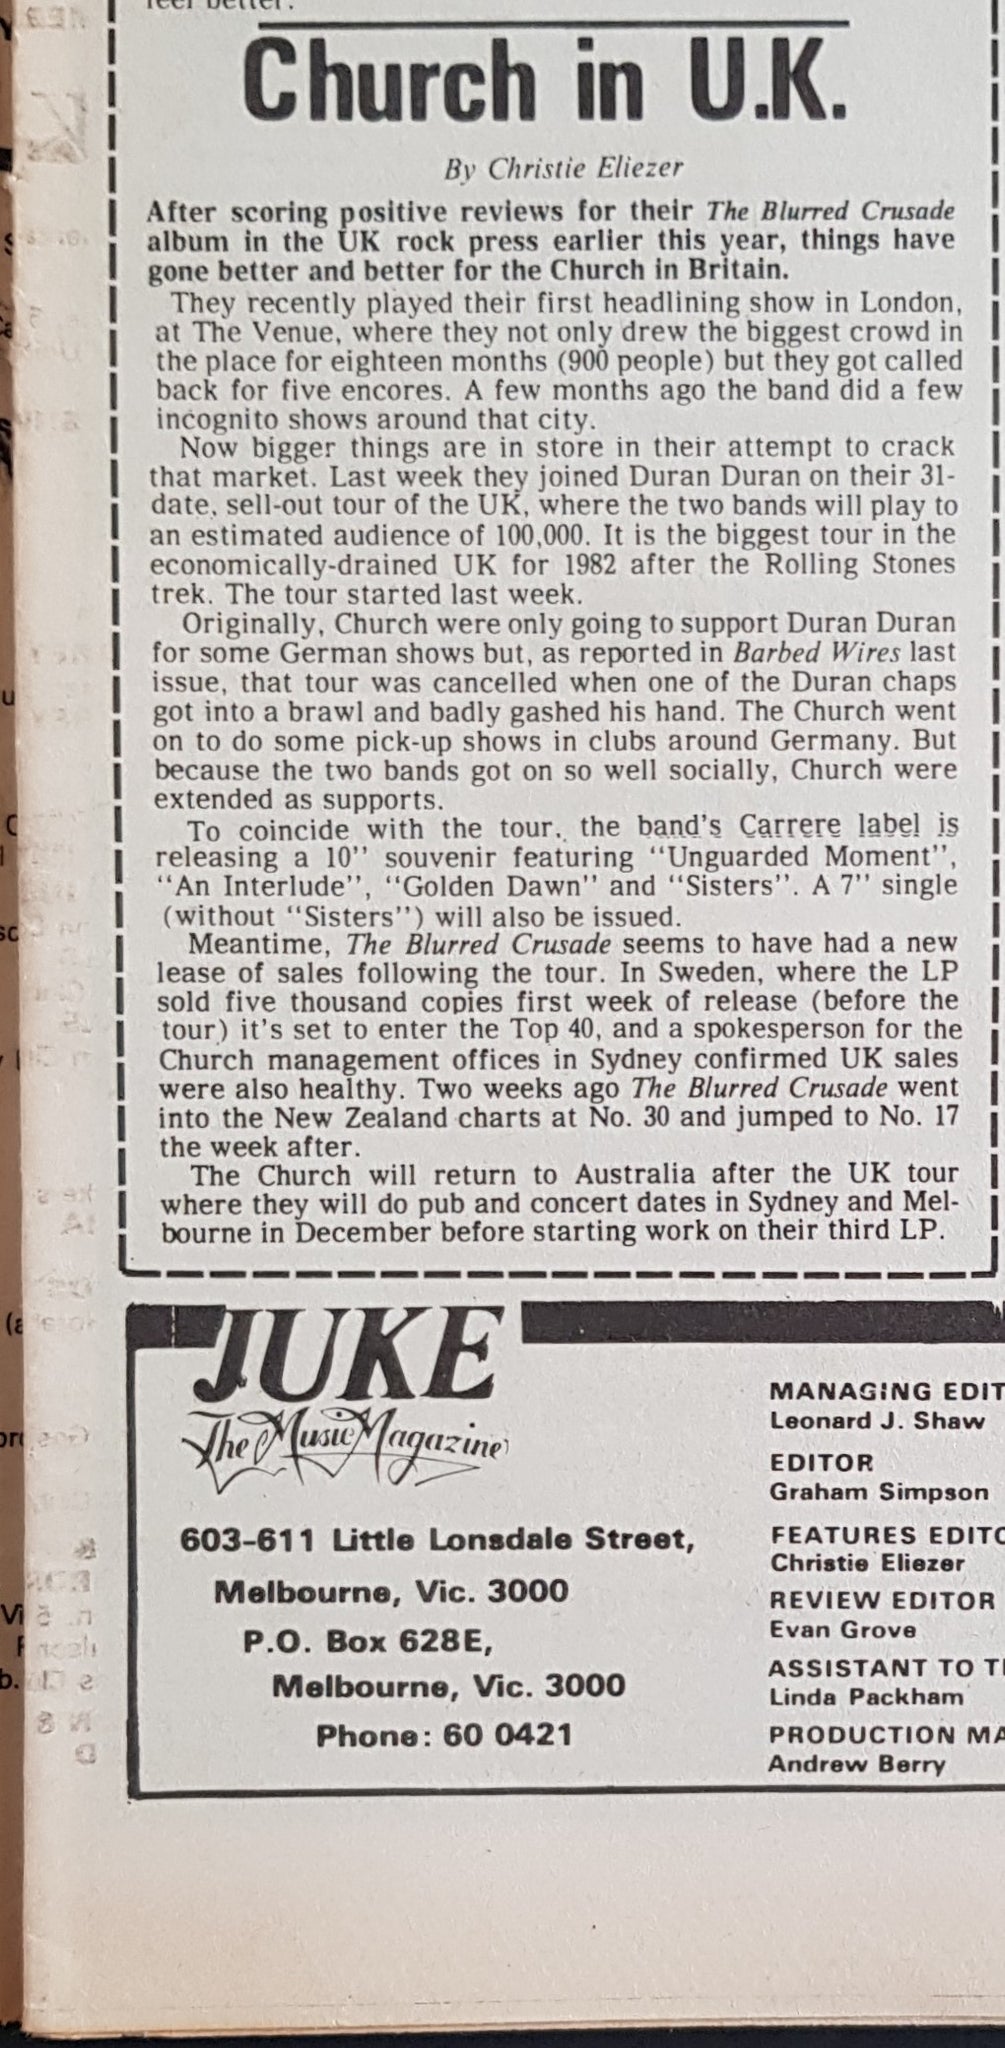 feel better.
Church in U.K.
By Christie Eliezer
After scoring positive reviews for their The Blurred Crusade
album in the UK rock press earlier this year, things have
gone better and better for the Church in Britain.
They recently played their first headlining show in London,
at The Venue, where they not only drew the biggest crowd in
the place for eighteen months (900 people) but they got called
back for five encores. A few months ago the band did a few
incognito shows around that city.
Now bigger things are in store in their attempt to crack
that market. Last week they joined Duran Duran on their 31-
date, sell-out tour of the UK, where the two bands will play to
an estimated audience of 100,000. It is the biggest tour in the
economically-drained UK for 1982 after the Rolling Stones
trek. The tour started last week.
Originally, Church were only going to support Duran Duran
for some German shows but, as reported in Barbed Wires last
issue, that tour was cancelled when one of the Duran chaps
got into a brawl and badly gashed his hand. The Church went
on to do some pick-up shows in clubs around Germany. But
because the two bands got on so well socially, Church were
extended as supports.
To coincide with the tour, the band's Carrere label is
releasing a 10'' souvenir featuring "Unguarded Moment",
"An Interlude", "Golden Dawn" and "Sisters". A 7'' single
(without "Sisters") will also be issued.
Meantime, The Blurred Crusade seems to have had a new
lease of sales following the tour. In Sweden, where the LP
sold five thousand copies first week of release (before the
tour) it's set to enter the Top 40, and a spokesperson for the
Church management offices in Sydney confirmed UK sales
were also healthy. Two weeks ago The Blurred Crusade went
into the New Zealand charts at No. 30 and jumped to No. 17
the week after.
The Church will return to Australia after the UK tour
where they will do pub and concert dates in Sydney and Mel-
bourne in December before starting work on their third LP.
JUKE
The Music Magazine
603-611 Little Lonsdale Street,
Melbourne, Vic. 3000
P.O. Box 628E,
Melbourne, Vic. 3000
Phone: 60 0421
MANAGING EDIT
Leonard J. Shaw
EDITOR
Graham Simpson
FEATURES EDITO
Christie Eliezer
REVIEW EDITOR
Evan Grove
ASSISTANT TO T
Linda Packham
PRODUCTION MA
Andrew Berry